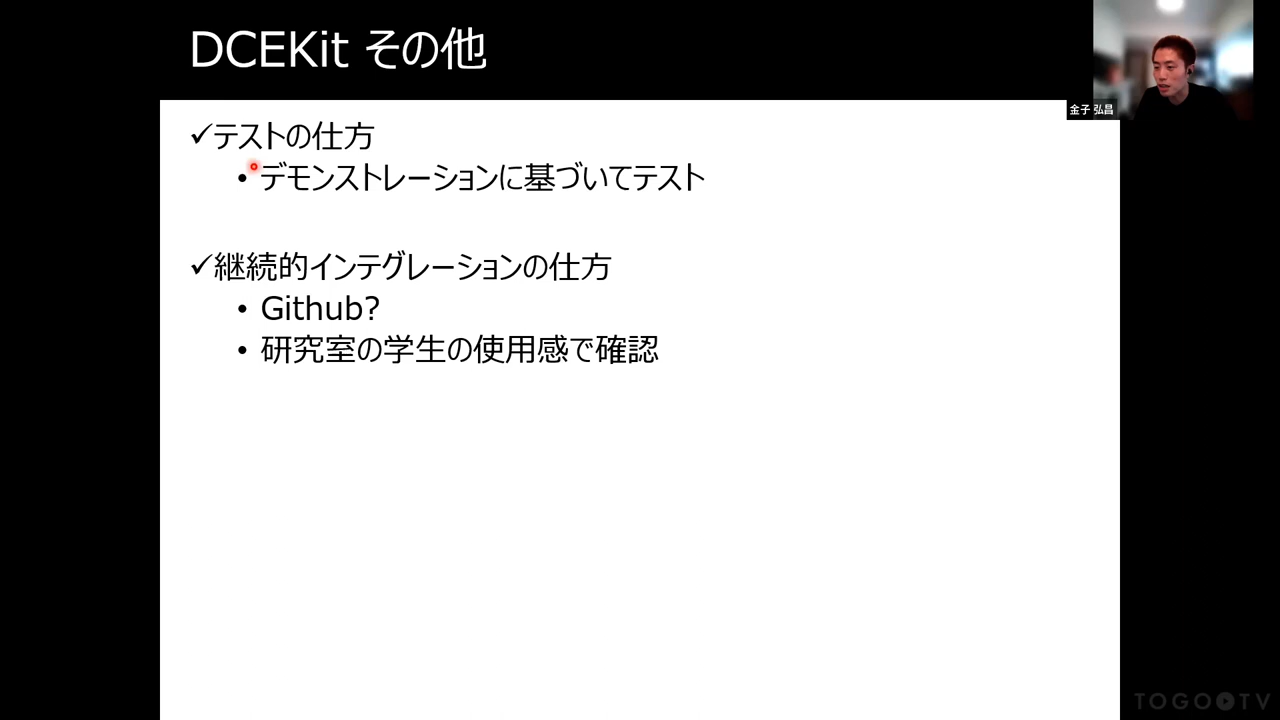 DCEKit その他
金子 弘昌
✓テストの仕方
• デモンストレーションに基づいてテスト
✓継続的インテグレーションの仕方
• Github?
• 研究室の学生の使用感で確認
TOGO TV